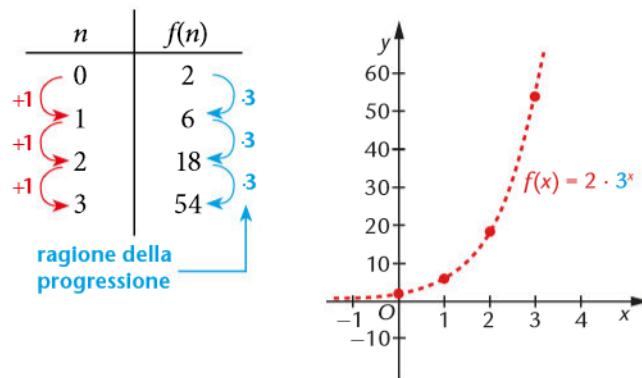 n f(n)
0 2
+1 ·3
1 6
+1 ·3
2 18
+1 ·3
3 54
ragione della
progressione
y
60
50
40
30
20
10
O
−10
−1 1 2 3 4 x
f(x) = 2 · 3ˣ